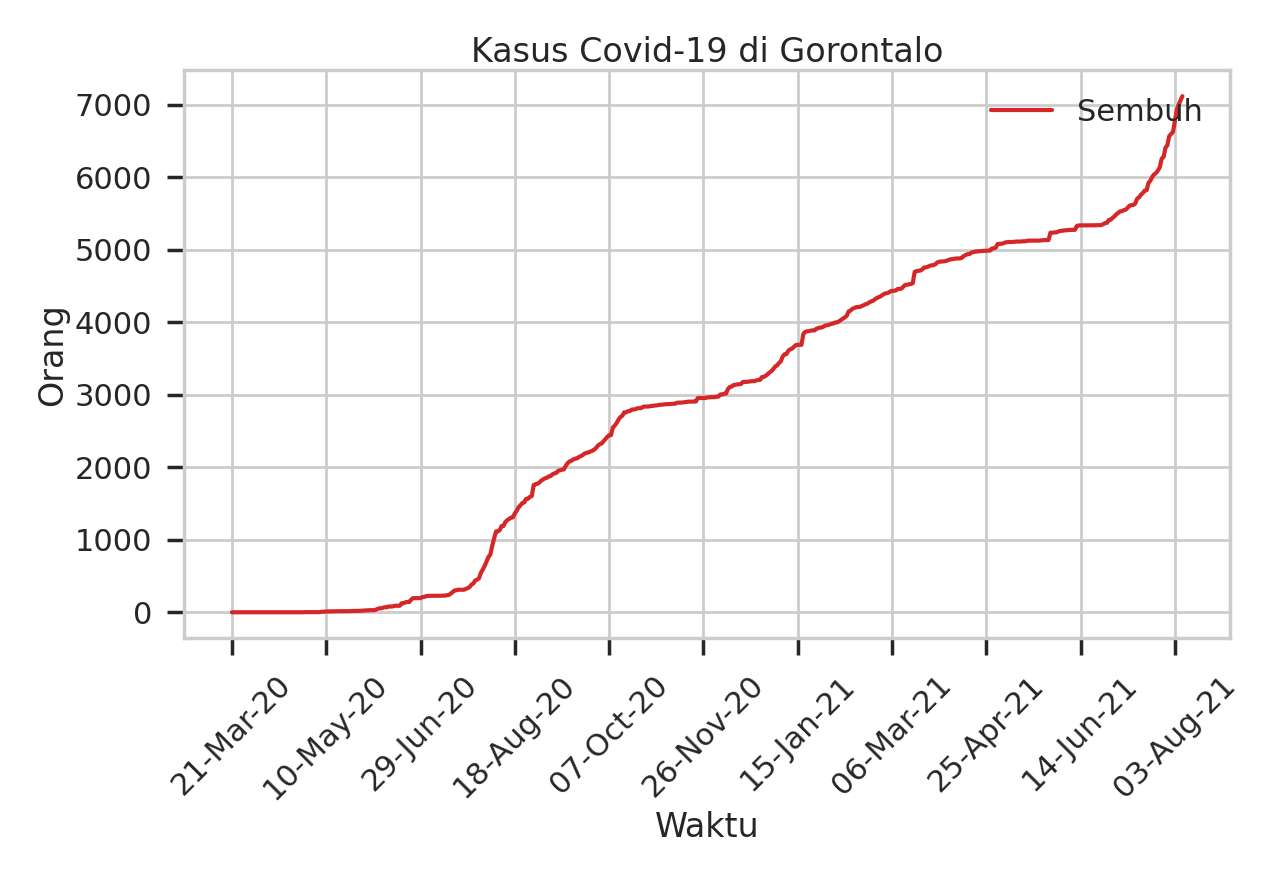 Kasus Covid-19 di Gorontalo
Sembuh
7000
6000
5000
4000
3000
2000
1000
0
Orang
21-Mar-20
10-May-20
29-Jun-20
18-Aug-20
07-Oct-20
26-Nov-20
15-Jan-21
06-Mar-21
25-Apr-21
14-Jun-21
03-Aug-21
Waktu